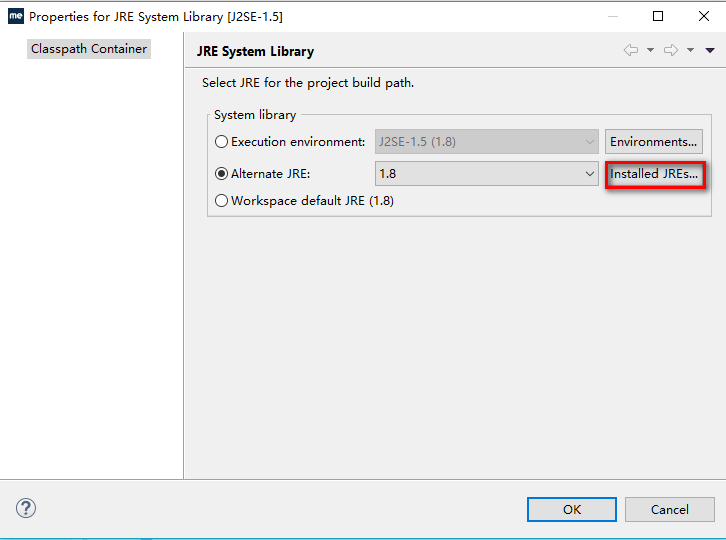 me Properties for JRE System Library [J2SE-1.5]
Classpath Container
JRE System Library
Select JRE for the project build path.
System library
Execution environment: J2SE-1.5 (1.8) Environments...
Alternate JRE: 1.8 Installed JREs...
Workspace default JRE (1.8)
? OK Cancel